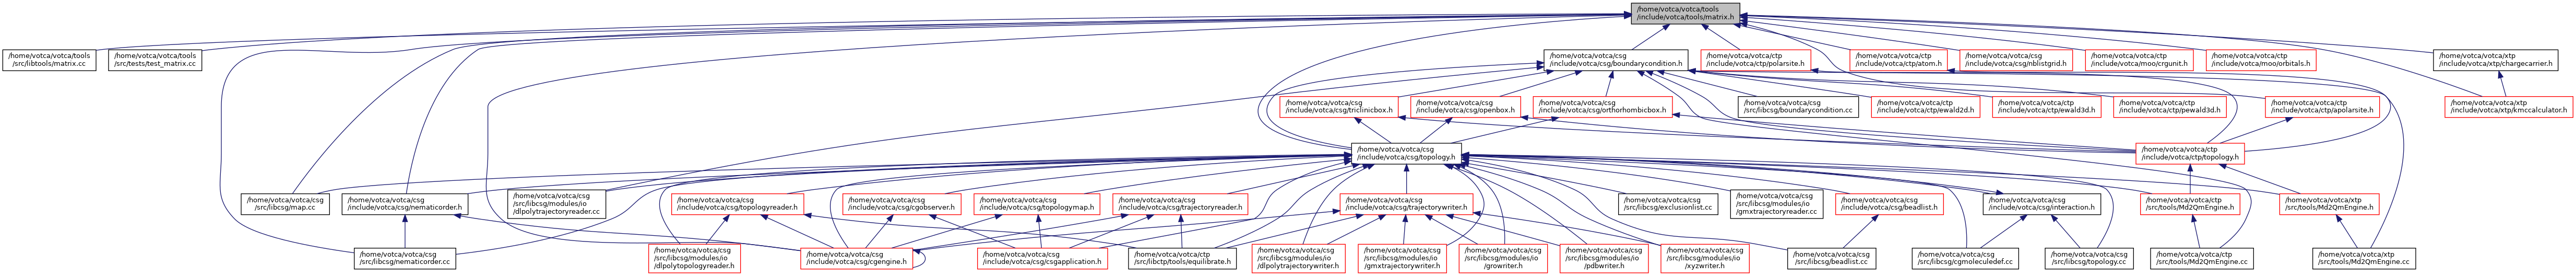 /home/votca/votca/tools
/include/votca/tools/matrix.h
/home/votca/votca/tools
/src/libtools/matrix.cc
/home/votca/votca/tools
/src/tests/test_matrix.cc
/home/votca/votca/csg
/include/votca/csg/boundarycondition.h
/home/votca/votca/ctp
/include/votca/ctp/polarsite.h
/home/votca/votca/ctp
/include/votca/ctp/atom.h
/home/votca/votca/csg
/include/votca/csg/nblistgrid.h
/home/votca/votca/ctp
/include/votca/moo/crgunit.h
/home/votca/votca/ctp
/include/votca/moo/orbitals.h
/home/votca/votca/xtp
/include/votca/xtp/chargecarrier.h
/home/votca/votca/csg
/include/votca/csg/triclinicbox.h
/home/votca/votca/csg
/include/votca/csg/openbox.h
/home/votca/votca/csg
/include/votca/csg/orthorhombicbox.h
/home/votca/votca/csg
/src/libcsg/boundarycondition.cc
/home/votca/votca/ctp
/include/votca/ctp/ewald2d.h
/home/votca/votca/ctp
/include/votca/ctp/ewald3d.h
/home/votca/votca/ctp
/include/votca/ctp/pewald3d.h
/home/votca/votca/ctp
/include/votca/ctp/apolarsite.h
/home/votca/votca/xtp
/include/votca/xtp/kmccalculator.h
/home/votca/votca/csg
/include/votca/csg/topology.h
/home/votca/votca/ctp
/include/votca/ctp/topology.h
/home/votca/votca/csg
/src/libcsg/map.cc
/home/votca/votca/csg
/include/votca/csg/nematicorder.h
/home/votca/votca/csg
/src/libcsg/modules/io
/dlpolytrajectoryreader.cc
/home/votca/votca/csg
/include/votca/csg/topologyreader.h
/home/votca/votca/csg
/include/votca/csg/cgobserver.h
/home/votca/votca/csg
/include/votca/csg/topologymap.h
/home/votca/votca/csg
/include/votca/csg/trajectoryreader.h
/home/votca/votca/csg
/include/votca/csg/trajectorywriter.h
/home/votca/votca/csg
/src/libcsg/exclusionlist.cc
/home/votca/votca/csg
/src/libcsg/modules/io
/gmxtrajectoryreader.cc
/home/votca/votca/csg
/include/votca/csg/beadlist.h
/home/votca/votca/csg
/include/votca/csg/interaction.h
/home/votca/votca/ctp
/src/tools/Md2QmEngine.h
/home/votca/votca/xtp
/src/tools/Md2QmEngine.h
/home/votca/votca/csg
/src/libcsg/nematicorder.cc
/home/votca/votca/csg
/src/libcsg/modules/io
/dlpolytopologyreader.h
/home/votca/votca/csg
/include/votca/csg/cgengine.h
/home/votca/votca/csg
/include/votca/csg/csgapplication.h
/home/votca/votca/ctp
/src/libctp/tools/equilibrate.h
/home/votca/votca/csg
/src/libcsg/modules/io
/dlpolytrajectorywriter.h
/home/votca/votca/csg
/src/libcsg/modules/io
/gmxtrajectorywriter.h
/home/votca/votca/csg
/src/libcsg/modules/io
/growriter.h
/home/votca/votca/csg
/src/libcsg/modules/io
/pdbwriter.h
/home/votca/votca/csg
/src/libcsg/modules/io
/xyzwriter.h
/home/votca/votca/csg
/src/libcsg/beadlist.cc
/home/votca/votca/csg
/src/libcsg/cgmoleculedef.cc
/home/votca/votca/csg
/src/libcsg/topology.cc
/home/votca/votca/ctp
/src/tools/Md2QmEngine.cc
/home/votca/votca/xtp
/src/tools/Md2QmEngine.cc